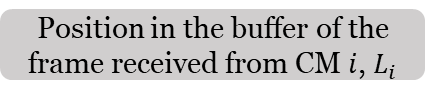 Position in the buffer of the
frame received from CM i, Lᵢ